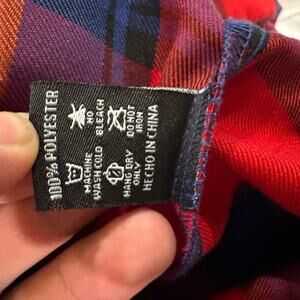 100% POLYESTER
MACHINE
WASH COLD
NO
BLEACH
HANG DRY
ONLY
DO NOT
IRON
HECHO IN CHINA